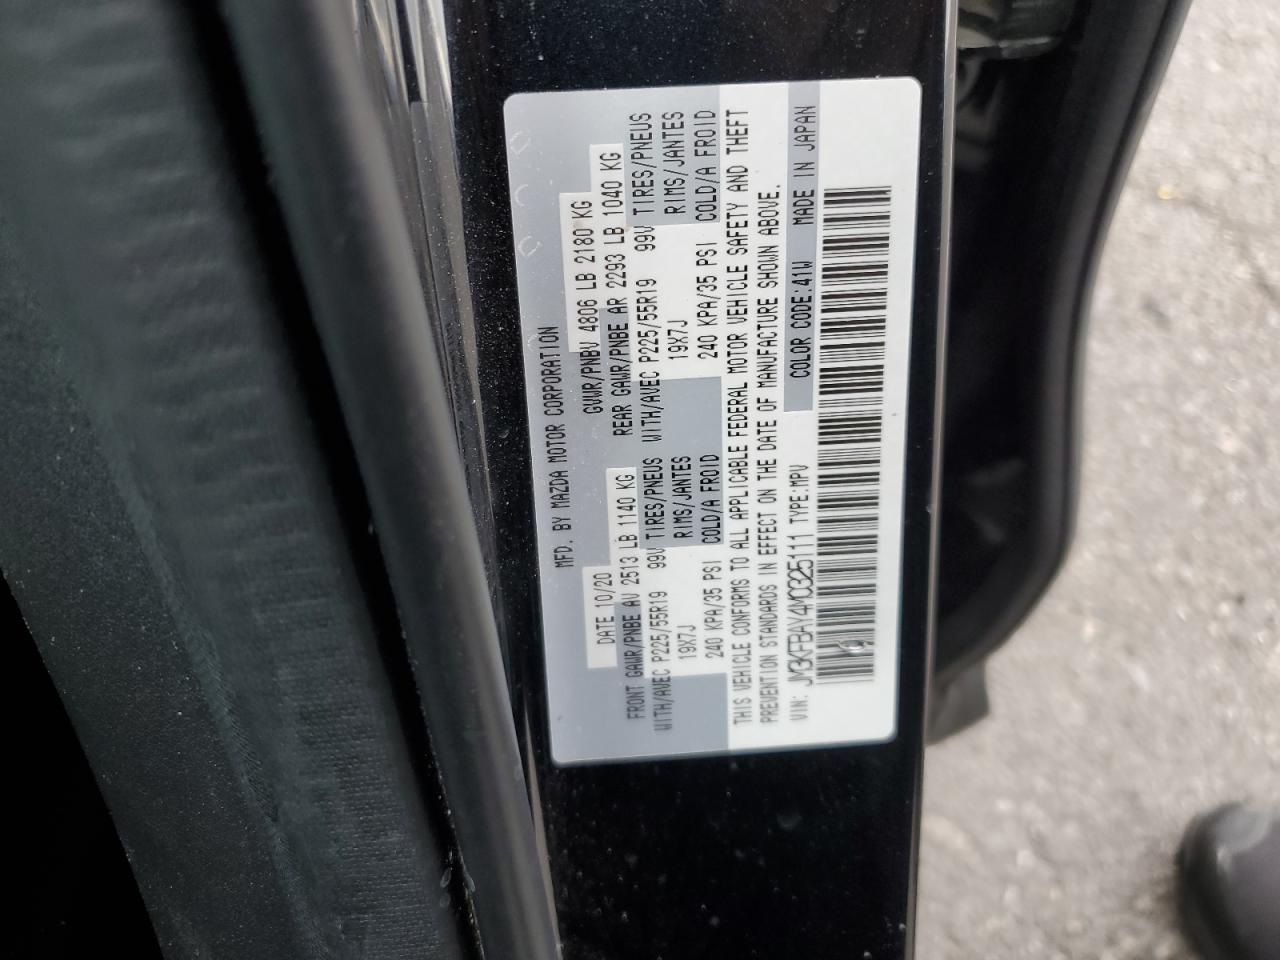 MFD. BY MAZDA MOTOR CORPORATION
DATE 10/20 GVWR/PNBV 4806 LB 2180 KG
FRONT GAWR/PNBE AV 2513 LB 1140 KG REAR GAWR/PNBE AR 2293 LB 1040 KG
WITH/AVEC P225/55R19 99V TIRES/PNEUS WITH/AVEC P225/55R19 99V TIRES/PNEUS
19X7J RIMS/JANTES 19X7J RIMS/JANTES
240 KPA/35 PSI COLD/A FROID 240 KPA/35 PSI COLD/A FROID
THIS VEHICLE CONFORMS TO ALL APPLICABLE FEDERAL MOTOR VEHICLE SAFETY AND THEFT
PREVENTION STANDARDS IN EFFECT ON THE DATE OF MANUFACTURE SHOWN ABOVE.
VIN: JM3KFBAY4M0325111 TYPE:MPV COLOR CODE:41W MADE IN JAPAN